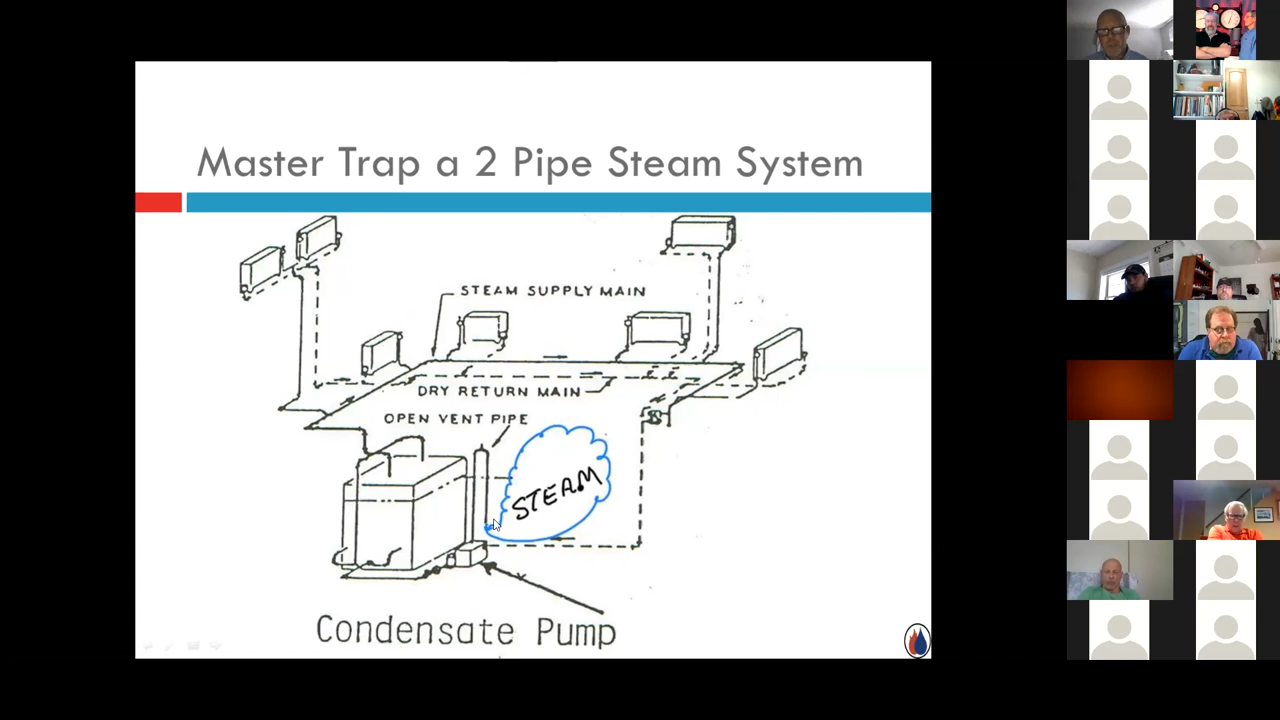 Master Trap a 2 Pipe Steam System
STEAM SUPPLY MAIN
DRY RETURN MAIN
OPEN VENT PIPE
STEAM
Condensate Pump